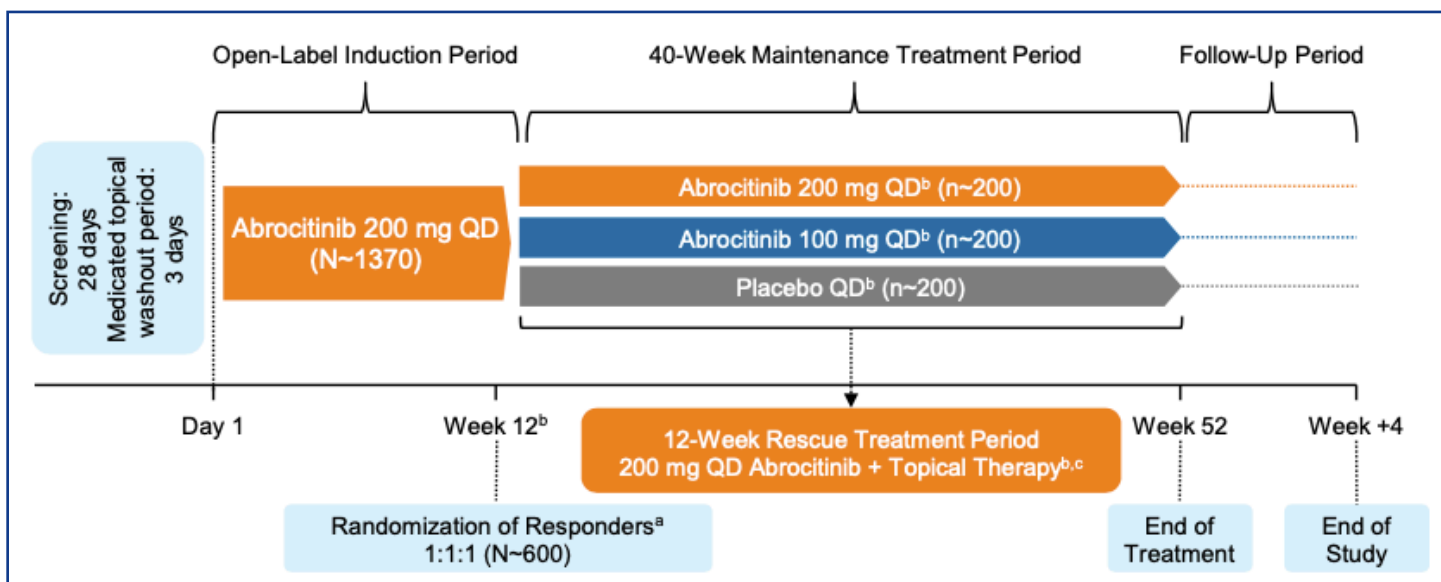 Open-Label Induction Period
40-Week Maintenance Treatment Period
Follow-Up Period
Screening:
28 days
Medicated topical
washout period:
3 days
Abrocitinib 200 mg QD
(N~1370)
Abrocitinib 200 mg QDᵇ (n~200)
Abrocitinib 100 mg QDᵇ (n~200)
Placebo QDᵇ (n~200)
Day 1
Week 12ᵇ
12-Week Rescue Treatment Period
200 mg QD Abrocitinib + Topical Therapyᵇ,ᶜ
Week 52
Week +4
Randomization of Respondersᵃ
1:1:1 (N~600)
End of
Treatment
End of
Study